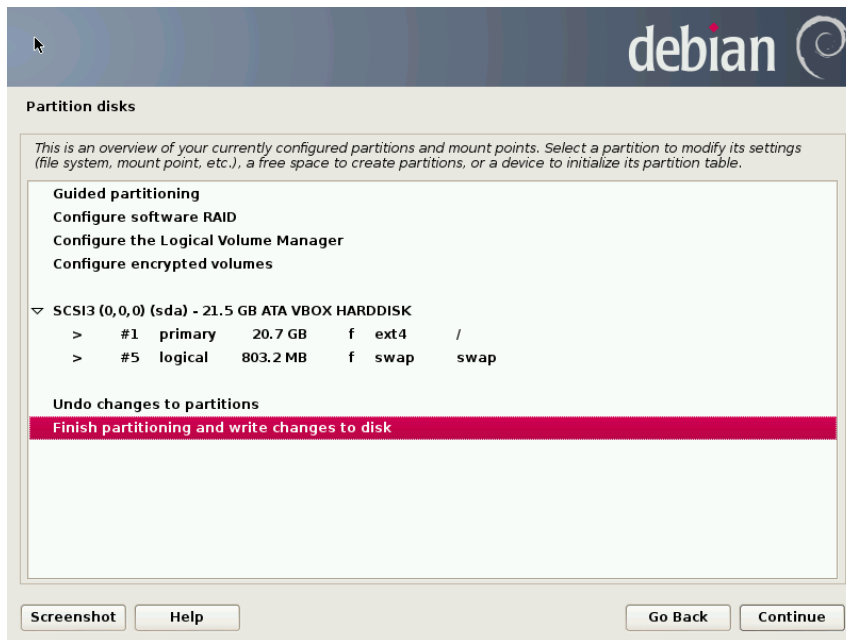 debian
Partition disks
This is an overview of your currently configured partitions and mount points. Select a partition to modify its settings
(file system, mount point, etc.), a free space to create partitions, or a device to initialize its partition table.
Guided partitioning
Configure software RAID
Configure the Logical Volume Manager
Configure encrypted volumes
SCSI3 (0,0,0) (sda) - 21.5 GB ATA VBOX HARDDISK
> #1 primary 20.7 GB f ext4 /
> #5 logical 803.2 MB f swap swap
Undo changes to partitions
Finish partitioning and write changes to disk
Screenshot Help Go Back Continue